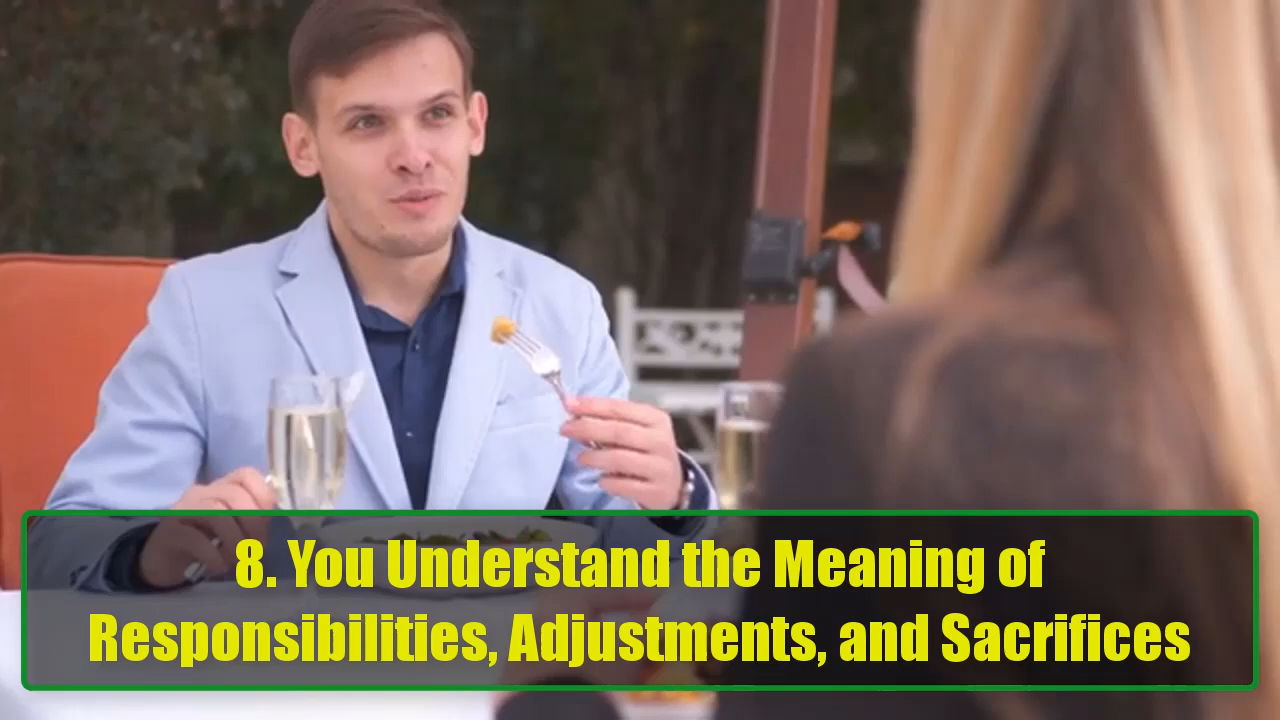 8. You Understand the Meaning of
Responsibilities, Adjustments, and Sacrifices